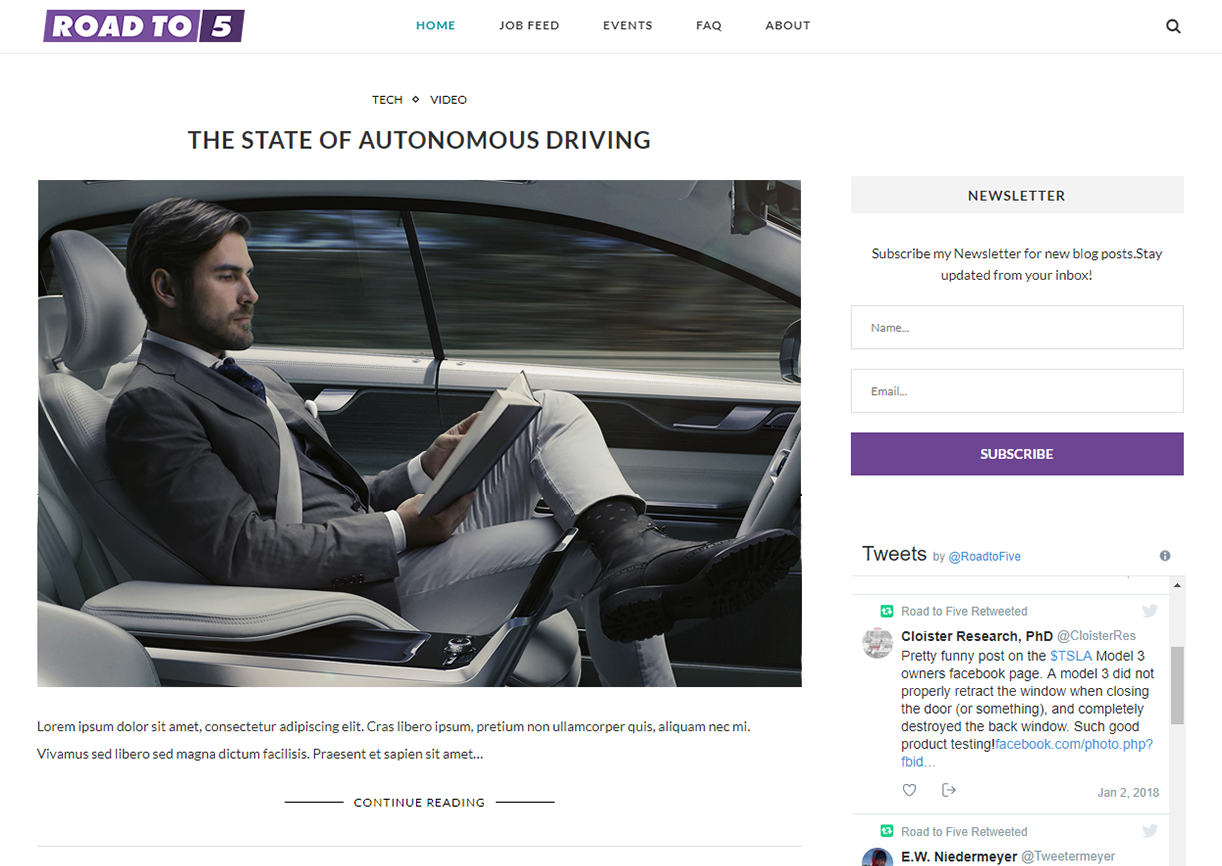 ROAD TO 5
HOME
JOB FEED
EVENTS
FAQ
ABOUT
TECH
VIDEO
THE STATE OF AUTONOMOUS DRIVING
Lorem ipsum dolor sit amet, consectetur adipiscing elit. Cras libero ipsum, pretium non ullamcorper quis, aliquam nec mi.
Vivamus sed libero sed magna dictum facilisis. Praesent et sapien sit amet…
CONTINUE READING
NEWSLETTER
Subscribe my Newsletter for new blog posts.Stay
updated from your inbox!
Name...
Email...
SUBSCRIBE
Tweets by @RoadtoFive
Road to Five Retweeted
Cloister Research, PhD @CloisterRes
Pretty funny post on the $TSLA Model 3
owners facebook page. A model 3 did not
properly retract the window when closing
the door (or something), and completely
destroyed the back window. Such good
product testing!facebook.com/photo.php?
fbid…
Jan 2, 2018
Road to Five Retweeted
E.W. Niedermeyer @Tweetermeyer